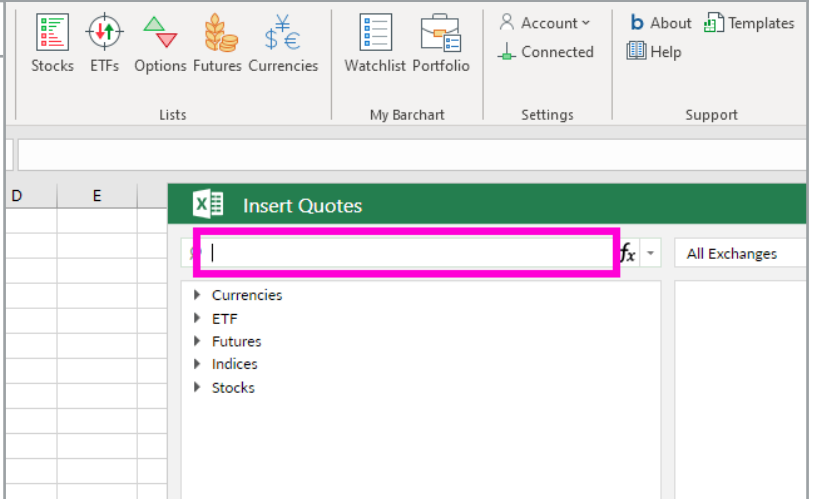 Account
About
Templates
Connected
Help
Stocks ETFs Options Futures Currencies Watchlist Portfolio
Lists My Barchart Settings Support
D E
Insert Quotes
fx All Exchanges
Currencies
ETF
Futures
Indices
Stocks